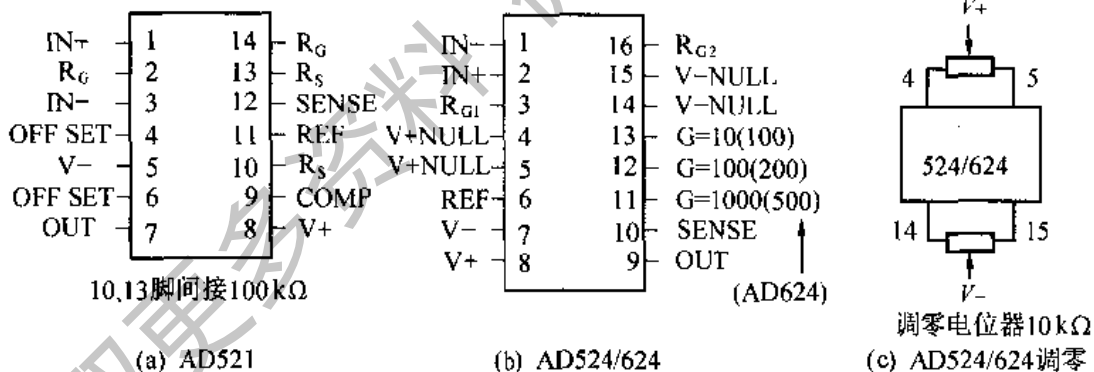 IN+ 1 14 RG
RG 2 13 RS
IN- 3 12 SENSE
OFF SET 4 11 REF
V- 5 10 RS
OFF SET 6 9 COMP
OUT 7 8 V+
10,13脚间接100kΩ
(a) AD521
IN- 1 16 RG2
IN+ 2 15 V-NULL
RG1 3 14 V-NULL
V+NULL 4 13 G=10(100)
V+NULL 5 12 G=100(200)
REF 6 11 G=1000(500)
V- 7 10 SENSE
V+ 8 9 OUT
(AD624)
(b) AD524/624
V+
4 5
524/624
14 15
V-
调零电位器10kΩ
(c) AD524/624调零
更多资料